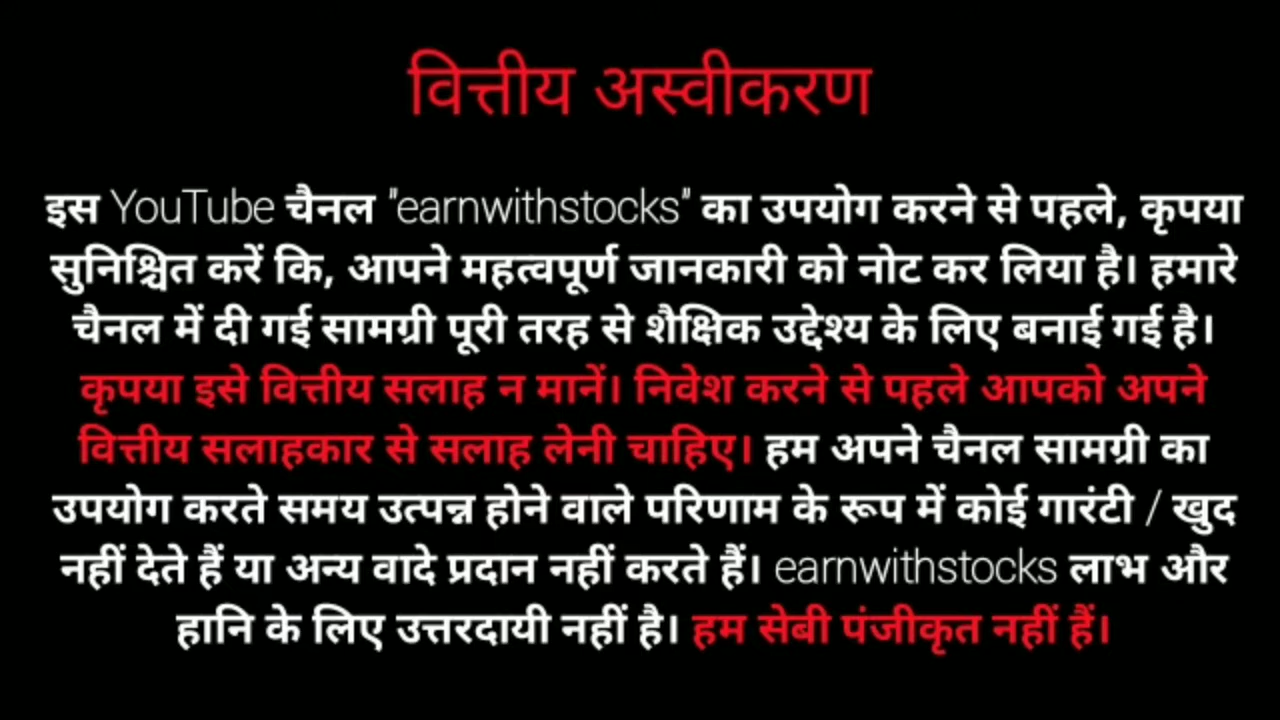 वित्तीय अस्वीकरण
इस YouTube चैनल "earnwithstocks" का उपयोग करने से पहले, कृपया
सुनिश्चित करें कि, आपने महत्वपूर्ण जानकारी को नोट कर लिया है। हमारे
चैनल में दी गई सामग्री पूरी तरह से शैक्षिक उद्देश्य के लिए बनाई गई है।
कृपया इसे वित्तीय सलाह न मानें। निवेश करने से पहले आपको अपने
वित्तीय सलाहकार से सलाह लेनी चाहिए। हम अपने चैनल सामग्री का
उपयोग करते समय उत्पन्न होने वाले परिणाम के रूप में कोई गारंटी / खुद
नहीं देते हैं या अन्य वादे प्रदान नहीं करते हैं। earnwithstocks लाभ और
हानि के लिए उत्तरदायी नहीं है। हम सेबी पंजीकृत नहीं हैं।